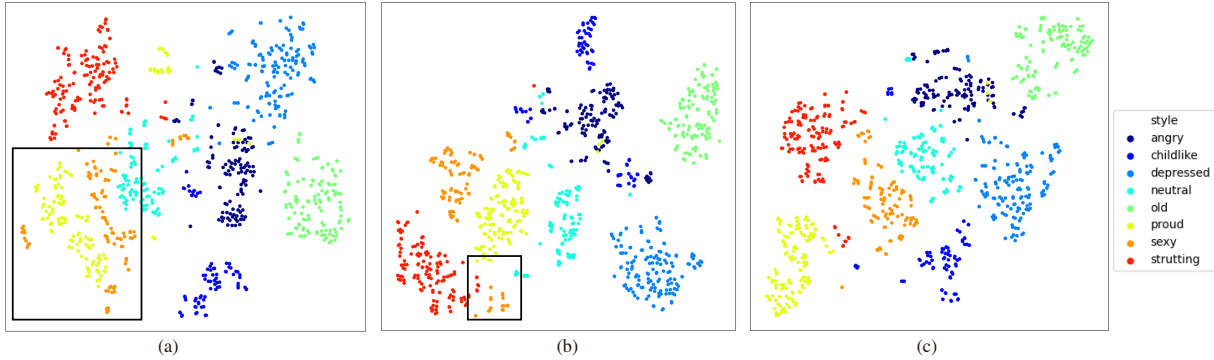 style
angry
childlike
depressed
neutral
old
proud
sexy
strutting
(a)
(b)
(c)